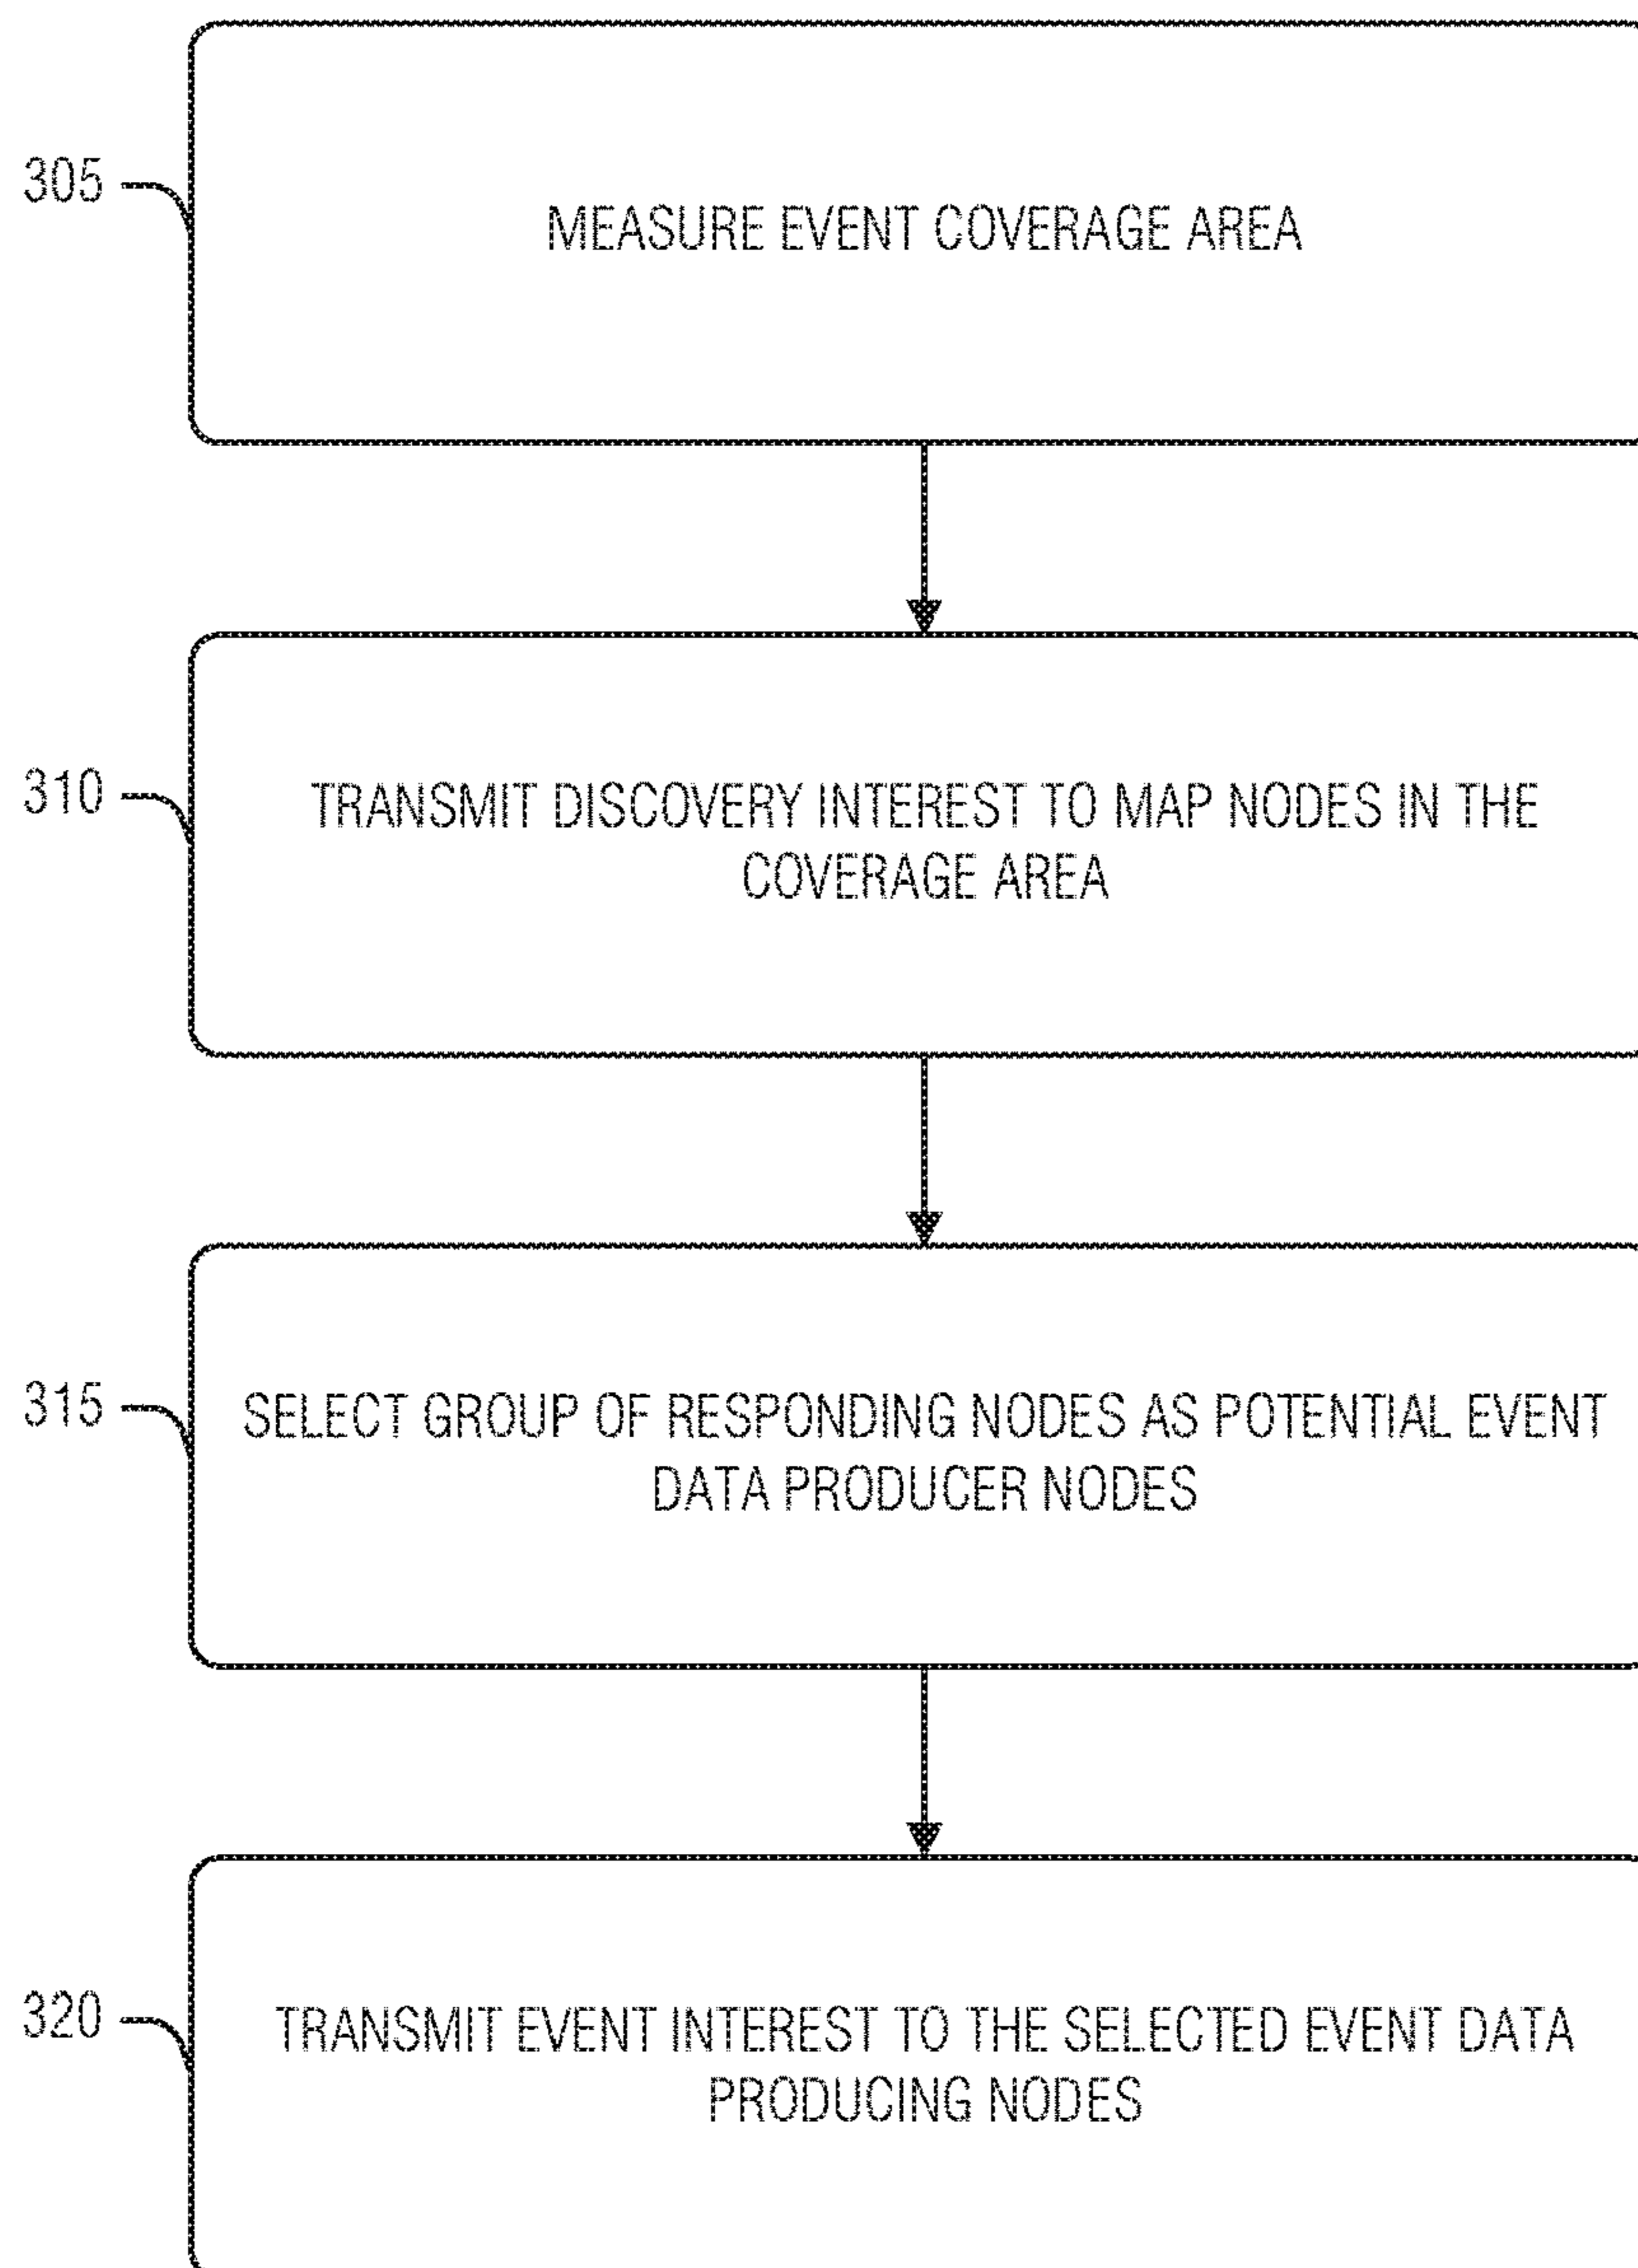 305
MEASURE EVENT COVERAGE AREA
310
TRANSMIT DISCOVERY INTEREST TO MAP NODES IN THE
COVERAGE AREA
315
SELECT GROUP OF RESPONDING NODES AS POTENTIAL EVENT
DATA PRODUCER NODES
320
TRANSMIT EVENT INTEREST TO THE SELECTED EVENT DATA
PRODUCING NODES